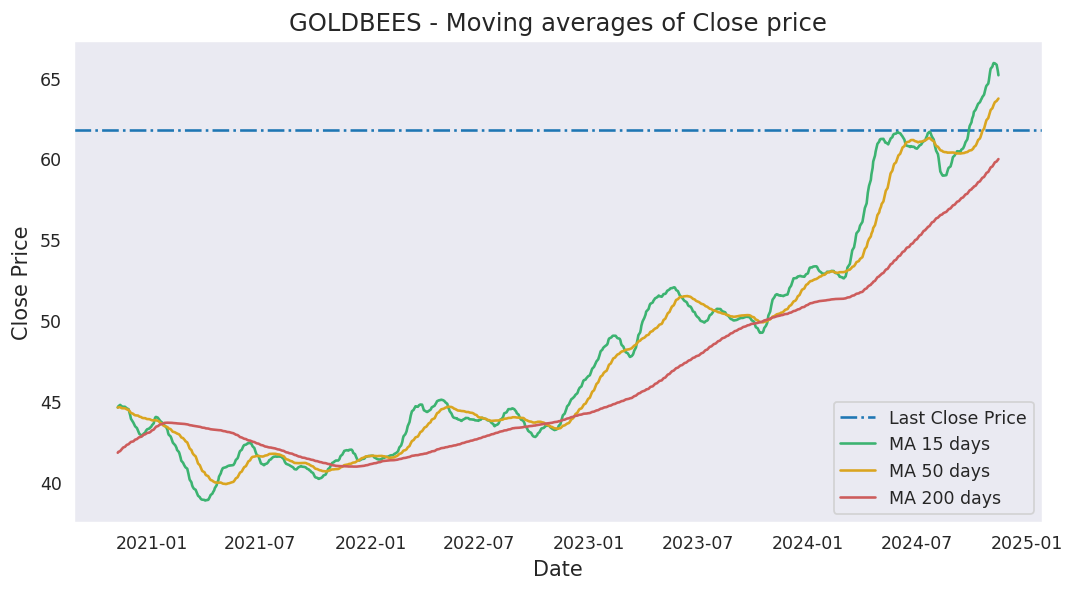 GOLDBEES - Moving averages of Close price
Close Price
65
60
55
50
45
40
Last Close Price
MA 15 days
MA 50 days
MA 200 days
2021-01 2021-07 2022-01 2022-07 2023-01 2023-07 2024-01 2024-07 2025-01
Date